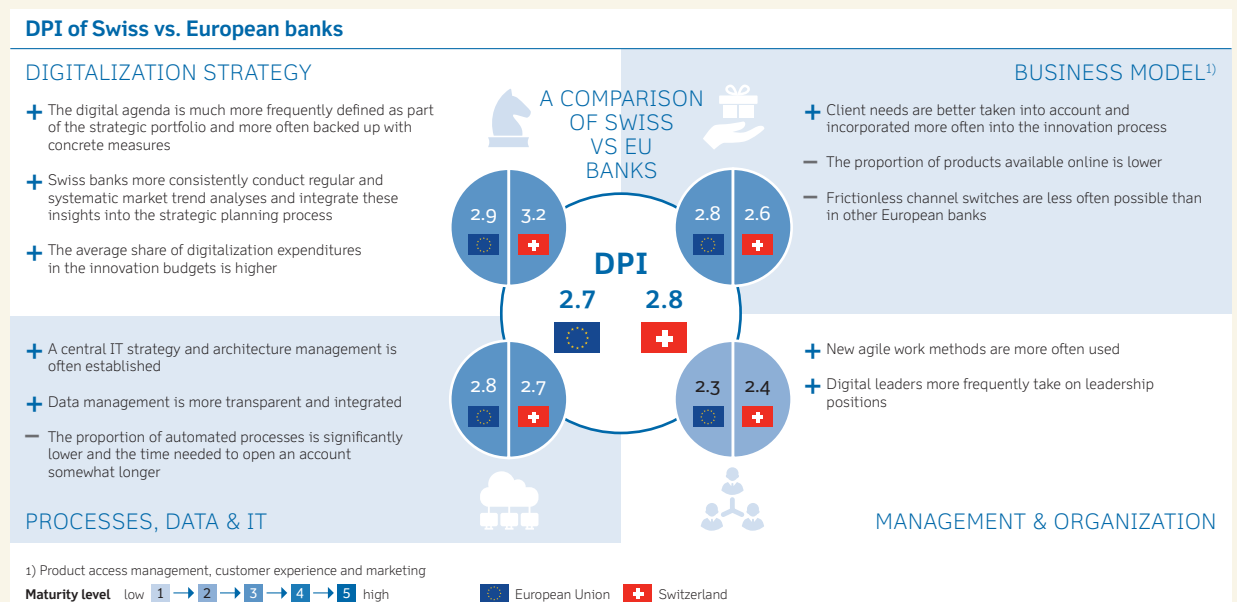 DPI of Swiss vs. European banks
DIGITALIZATION STRATEGY
+ The digital agenda is much more frequently defined as part
of the strategic portfolio and more often backed up with
concrete measures
+ Swiss banks more consistently conduct regular and
systematic market trend analyses and integrate these
insights into the strategic planning process
+ The average share of digitalization expenditures
in the innovation budgets is higher
A COMPARISON
OF SWISS
VS EU
BANKS
BUSINESS MODEL1)
+ Client needs are better taken into account and
incorporated more often into the innovation process
– The proportion of products available online is lower
– Frictionless channel switches are less often possible than
in other European banks
2.9 3.2
2.8 2.6
DPI
2.7 2.8
2.8 2.7
2.3 2.4
+ A central IT strategy and architecture management is
often established
+ Data management is more transparent and integrated
– The proportion of automated processes is significantly
lower and the time needed to open an account
somewhat longer
PROCESSES, DATA & IT
+ New agile work methods are more often used
+ Digital leaders more frequently take on leadership
positions
MANAGEMENT & ORGANIZATION
1) Product access management, customer experience and marketing
Maturity level low 1 → 2 → 3 → 4 → 5 high
European Union Switzerland